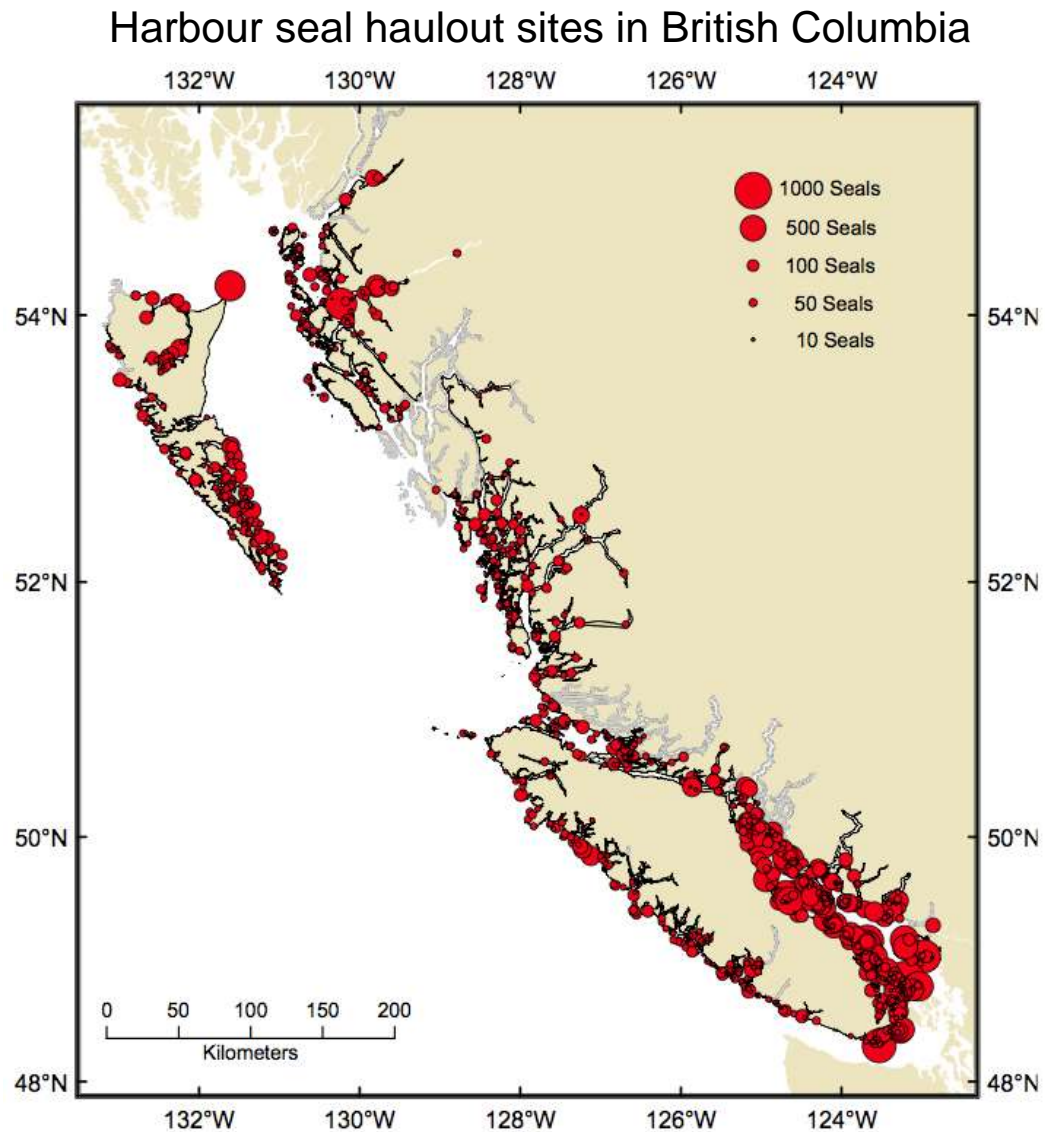 Harbour seal haulout sites in British Columbia
132°W 130°W 128°W 126°W 124°W
1000 Seals
500 Seals
100 Seals
50 Seals
10 Seals
54°N 54°N
52°N 52°N
50°N 50°N
0 50 100 200
Kilometers
48°N 48°N
132°W 130°W 128°W 126°W 124°W